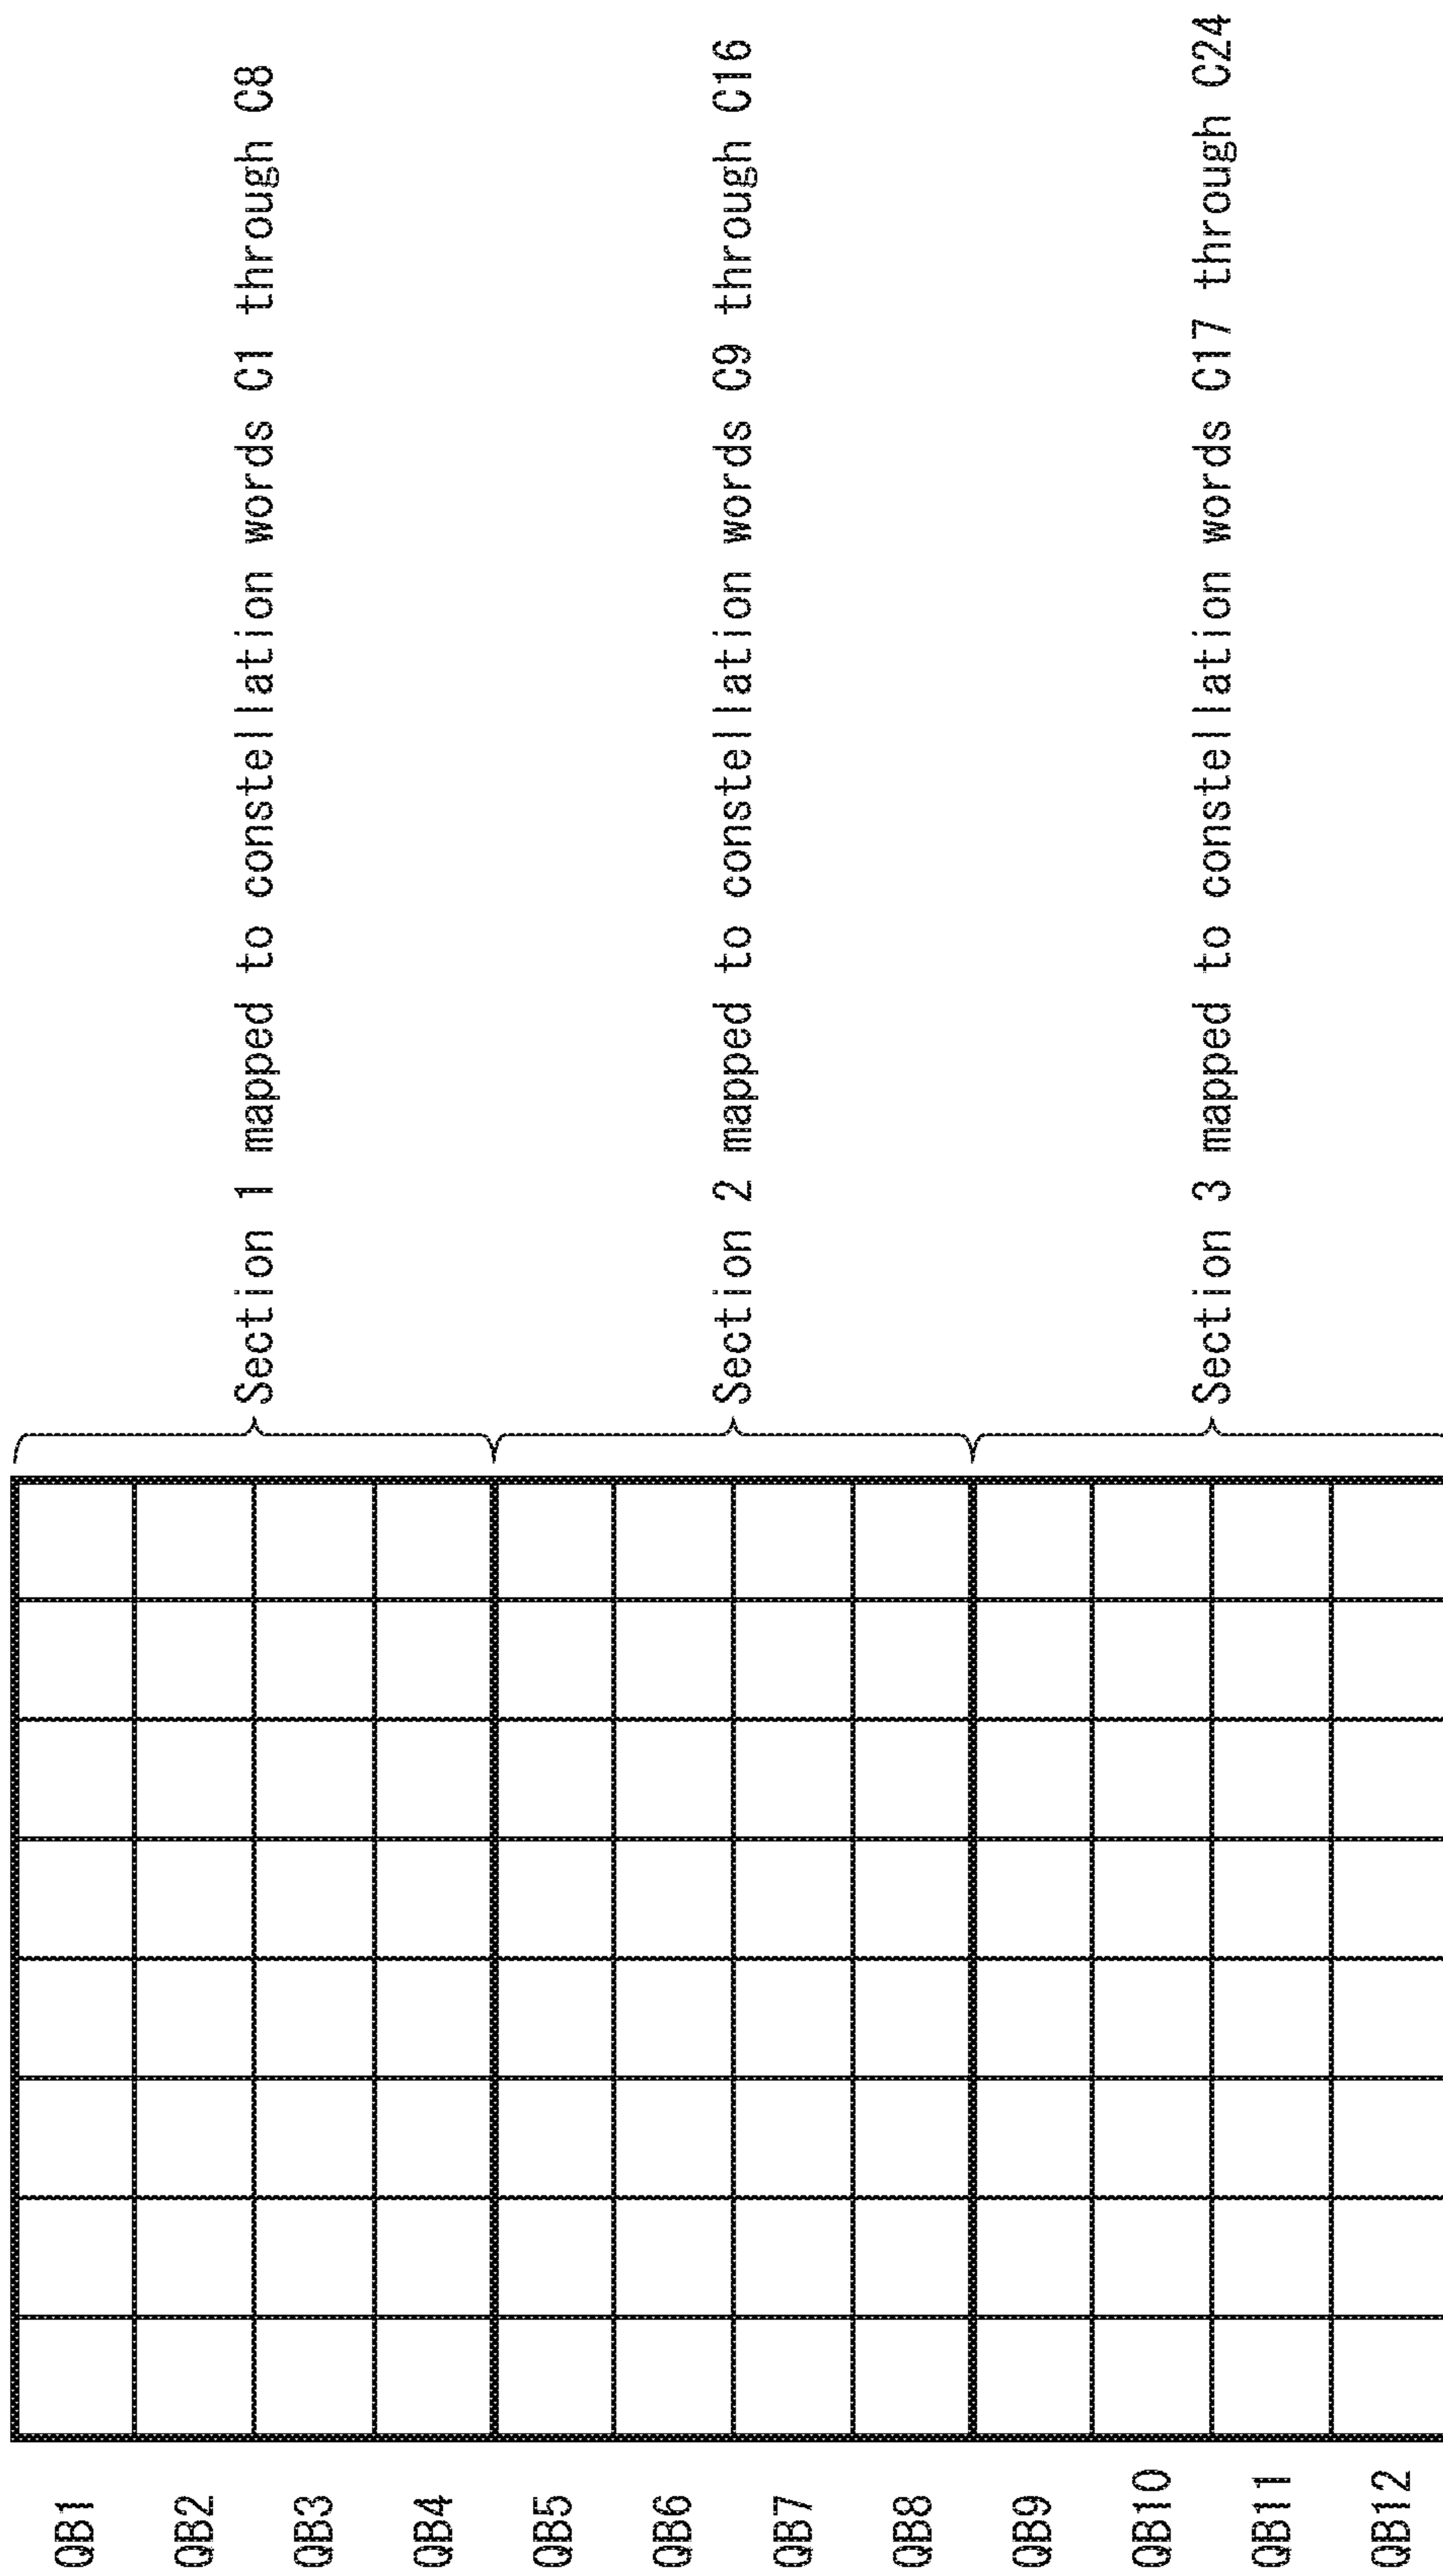 QB1
QB2
QB3
QB4
QB5
QB6
QB7
QB8
QB9
QB10
QB11
QB12
Section 1 mapped to constellation words C1 through C8
Section 2 mapped to constellation words C9 through C16
Section 3 mapped to constellation words C17 through C24